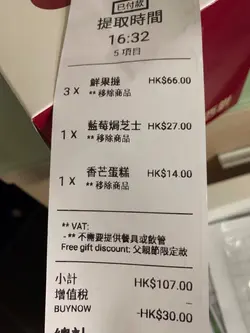 已付款
提取時間
16:32
5 項目
3 X 鮮果撻 HK$66.00
** 移除商品
1 X 藍莓焗芝士 HK$27.00
** 移除商品
1 X 香芒蛋糕 HK$14.00
** 移除商品
** VAT:
- ** 不需要提供餐具或飲管
Free gift discount: 父親節限定款
小計 HK$107.00
增值稅
BUYNOW -HK$30.00